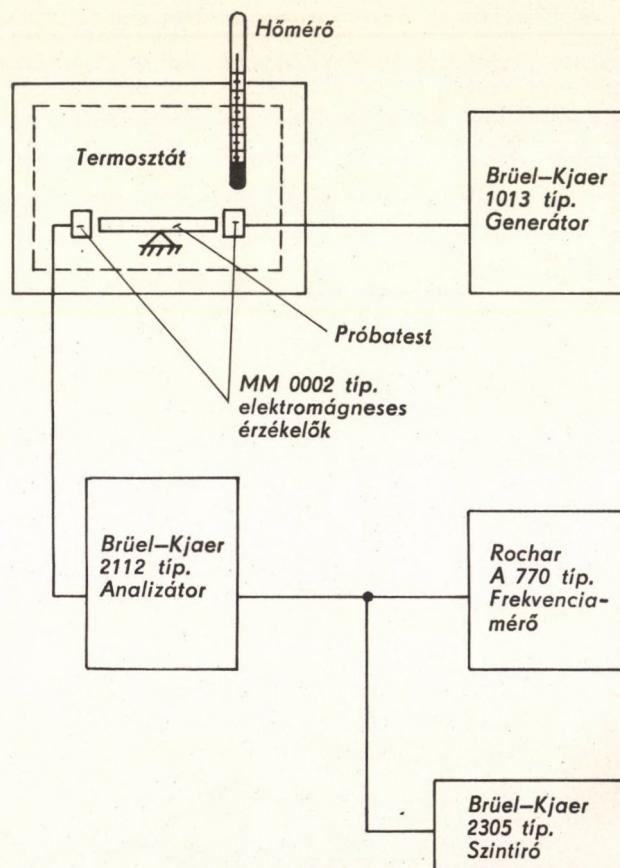 Hőmérő
Termosztát
Brüel–Kjaer
1013 típ.
Generátor
Próbatest
MM 0002 típ.
elektromágneses
érzékelők
Brüel–Kjaer
2112 típ.
Analizátor
Rochar
A 770 típ.
Frekvencia-
mérő
Brüel–Kjaer
2305 típ.
Szintíró